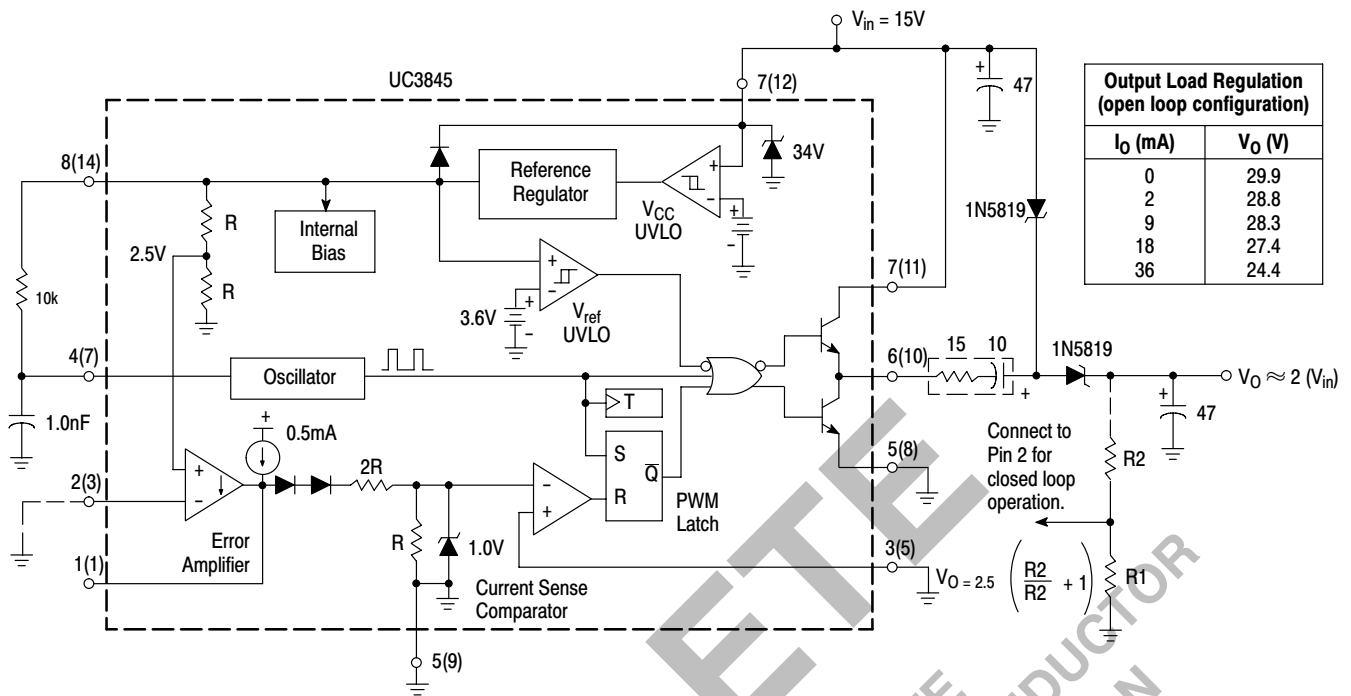 V_in = 15V
UC3845
7(12)
+
47
Output Load Regulation
(open loop configuration)
I_O (mA) V_O (V)
0 29.9
2 28.8
9 28.3
18 27.4
36 24.4
8(14)
34V
Reference
Regulator
+
−
V_CC
UVLO
+
−
1N5819
R
Internal
Bias
2.5V
R
10k
+
−
V_ref
UVLO
3.6V
+
−
7(11)
4(7)
Oscillator
6(10)
15
10
+
1N5819
V_O ≈ 2 (V_in)
+
47
1.0nF
T
+
0.5mA
5(8)
Connect to
Pin 2 for
closed loop
operation.
R2
2(3)
+
−
2R
S
Q̅
R
PWM
Latch
−
+
Error
Amplifier
R
1.0V
1(1)
Current Sense
Comparator
3(5)
V_O = 2.5 (R2/R2 + 1)
R1
5(9)
ETE
NDUCTOR